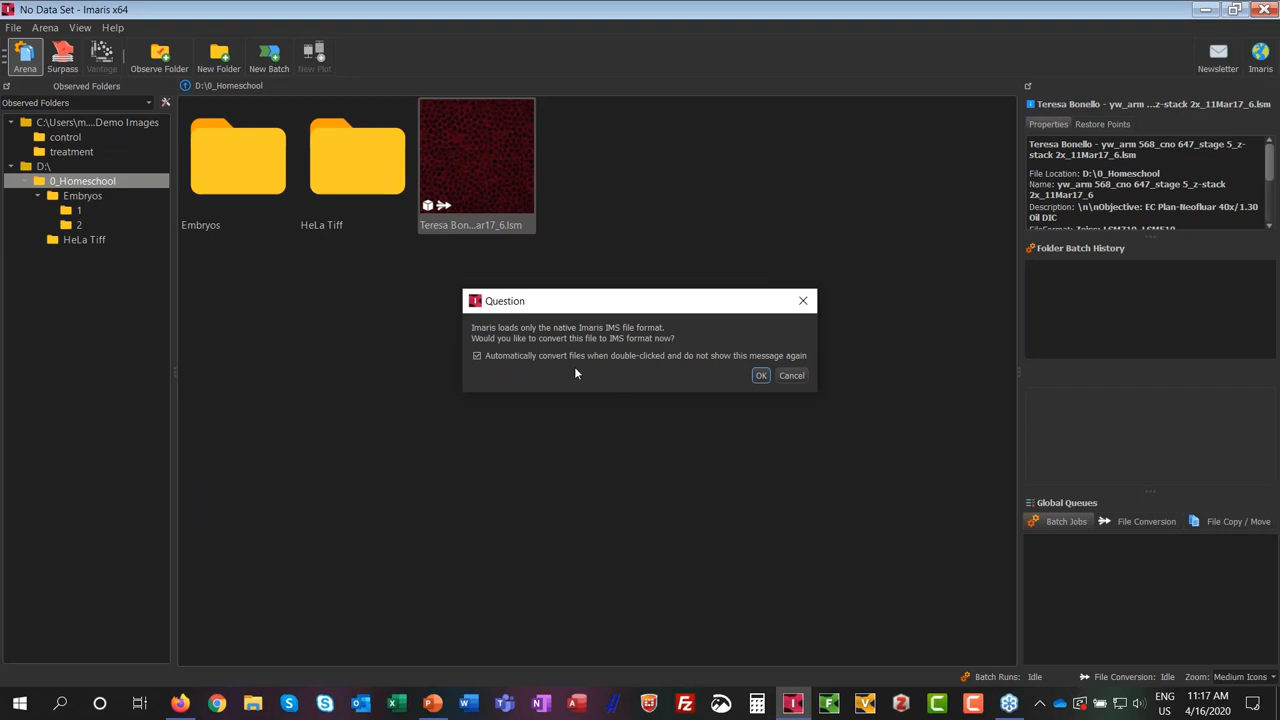 No Data Set - Imaris x64
File Arena View Help
Arena Surpass Vantage Observe Folder New Folder New Batch New Plot Newsletter Imaris
Observed Folders
D:\0_Homeschool
Observed Folders
C:\Users\m....Demo Images
control
treatment
D:\
0_Homeschool
Embryos
1
2
HeLa Tiff
Embryos
HeLa Tiff
Teresa Bon...ar17_6.lsm
Question
Imaris loads only the native Imaris IMS file format.
Would you like to convert this file to IMS format now?
Automatically convert files when double-clicked and do not show this message again
OK Cancel
Teresa Bonello - yw_arm ...z-stack 2x_11Mar17_6.lsm
Properties Restore Points
Teresa Bonello - yw_arm 568_cno 647_stage 5_z-
stack 2x_11Mar17_6.lsm
File Location: D:\0_Homeschool
Name: yw_arm 568_cno 647_stage 5_z-stack
2x_11Mar17_6
Description: \n\nObjective: EC Plan-Neofluar 40x/1.30
Oil DIC
FileFormat: Zeiss: LSM710, LSM510
Folder Batch History
Global Queues
Batch Jobs File Conversion File Copy / Move
Batch Runs: Idle File Conversion: Idle Zoom: Medium Icons
ENG
US
11:17 AM
4/16/2020